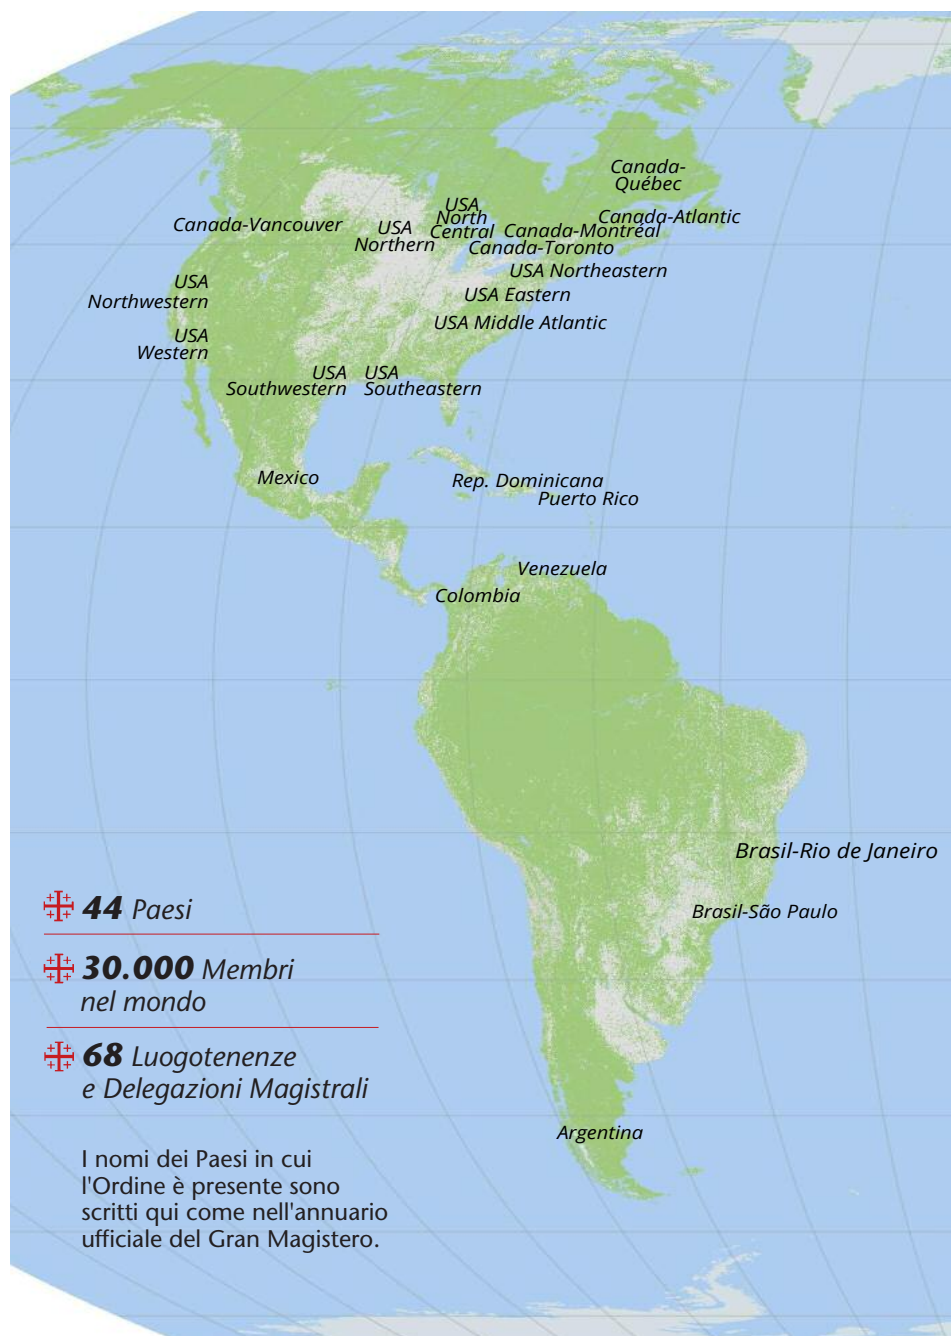 Canada-
Québec
USA
North
Central
Canada-Atlantic
Canada-Vancouver
USA
Northern
Canada-Montréal
Canada-Toronto
USA Northeastern
USA
Northwestern
USA Eastern
USA Middle Atlantic
USA
Western
USA
Southwestern
USA
Southeastern
Mexico
Rep. Dominicana
Puerto Rico
Venezuela
Colombia
Brasil-Rio de Janeiro
Brasil-São Paulo
Argentina
44 Paesi
30.000 Membri
nel mondo
68 Luogotenenze
e Delegazioni Magistrali
I nomi dei Paesi in cui
l'Ordine è presente sono
scritti qui come nell'annuario
ufficiale del Gran Magistero.